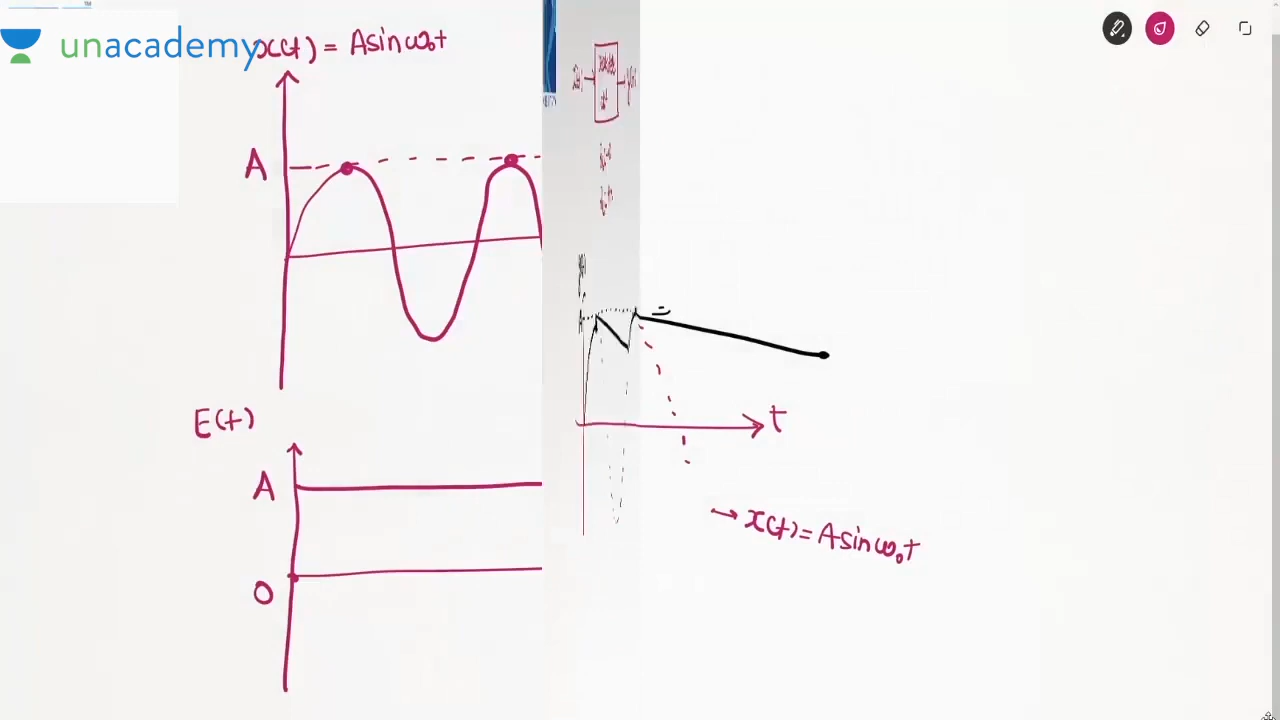 unacademy
x(t) = Asinω₀t
A
E(t)
A
0
A
t
→ x(t) = Asinω₀t